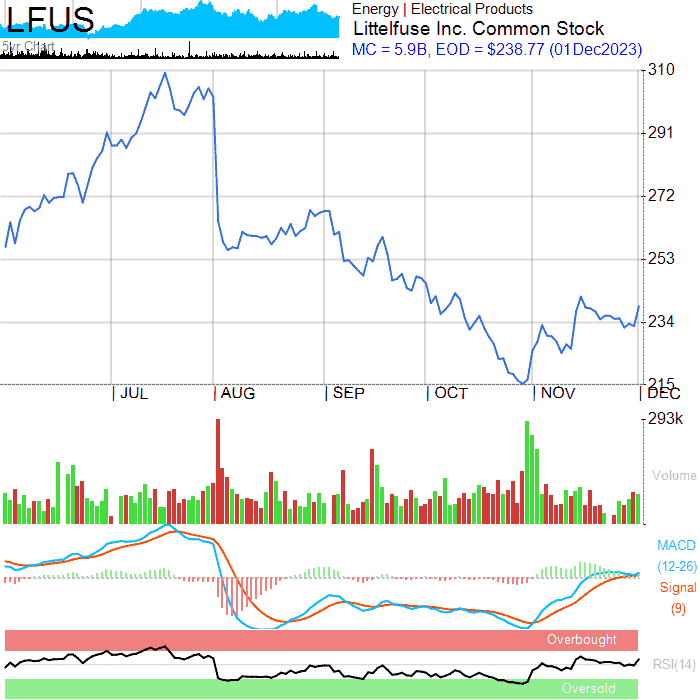 LFUS
5yr Chart
Energy | Electrical Products
Littelfuse Inc. Common Stock
MC = 5.9B, EOD = $238.77 (01Dec2023)
310
291
272
253
234
215
JUL
AUG
SEP
OCT
NOV
DEC
293k
Volume
MACD
(12-26)
Signal
(9)
Overbought
RSI(14)
Oversold